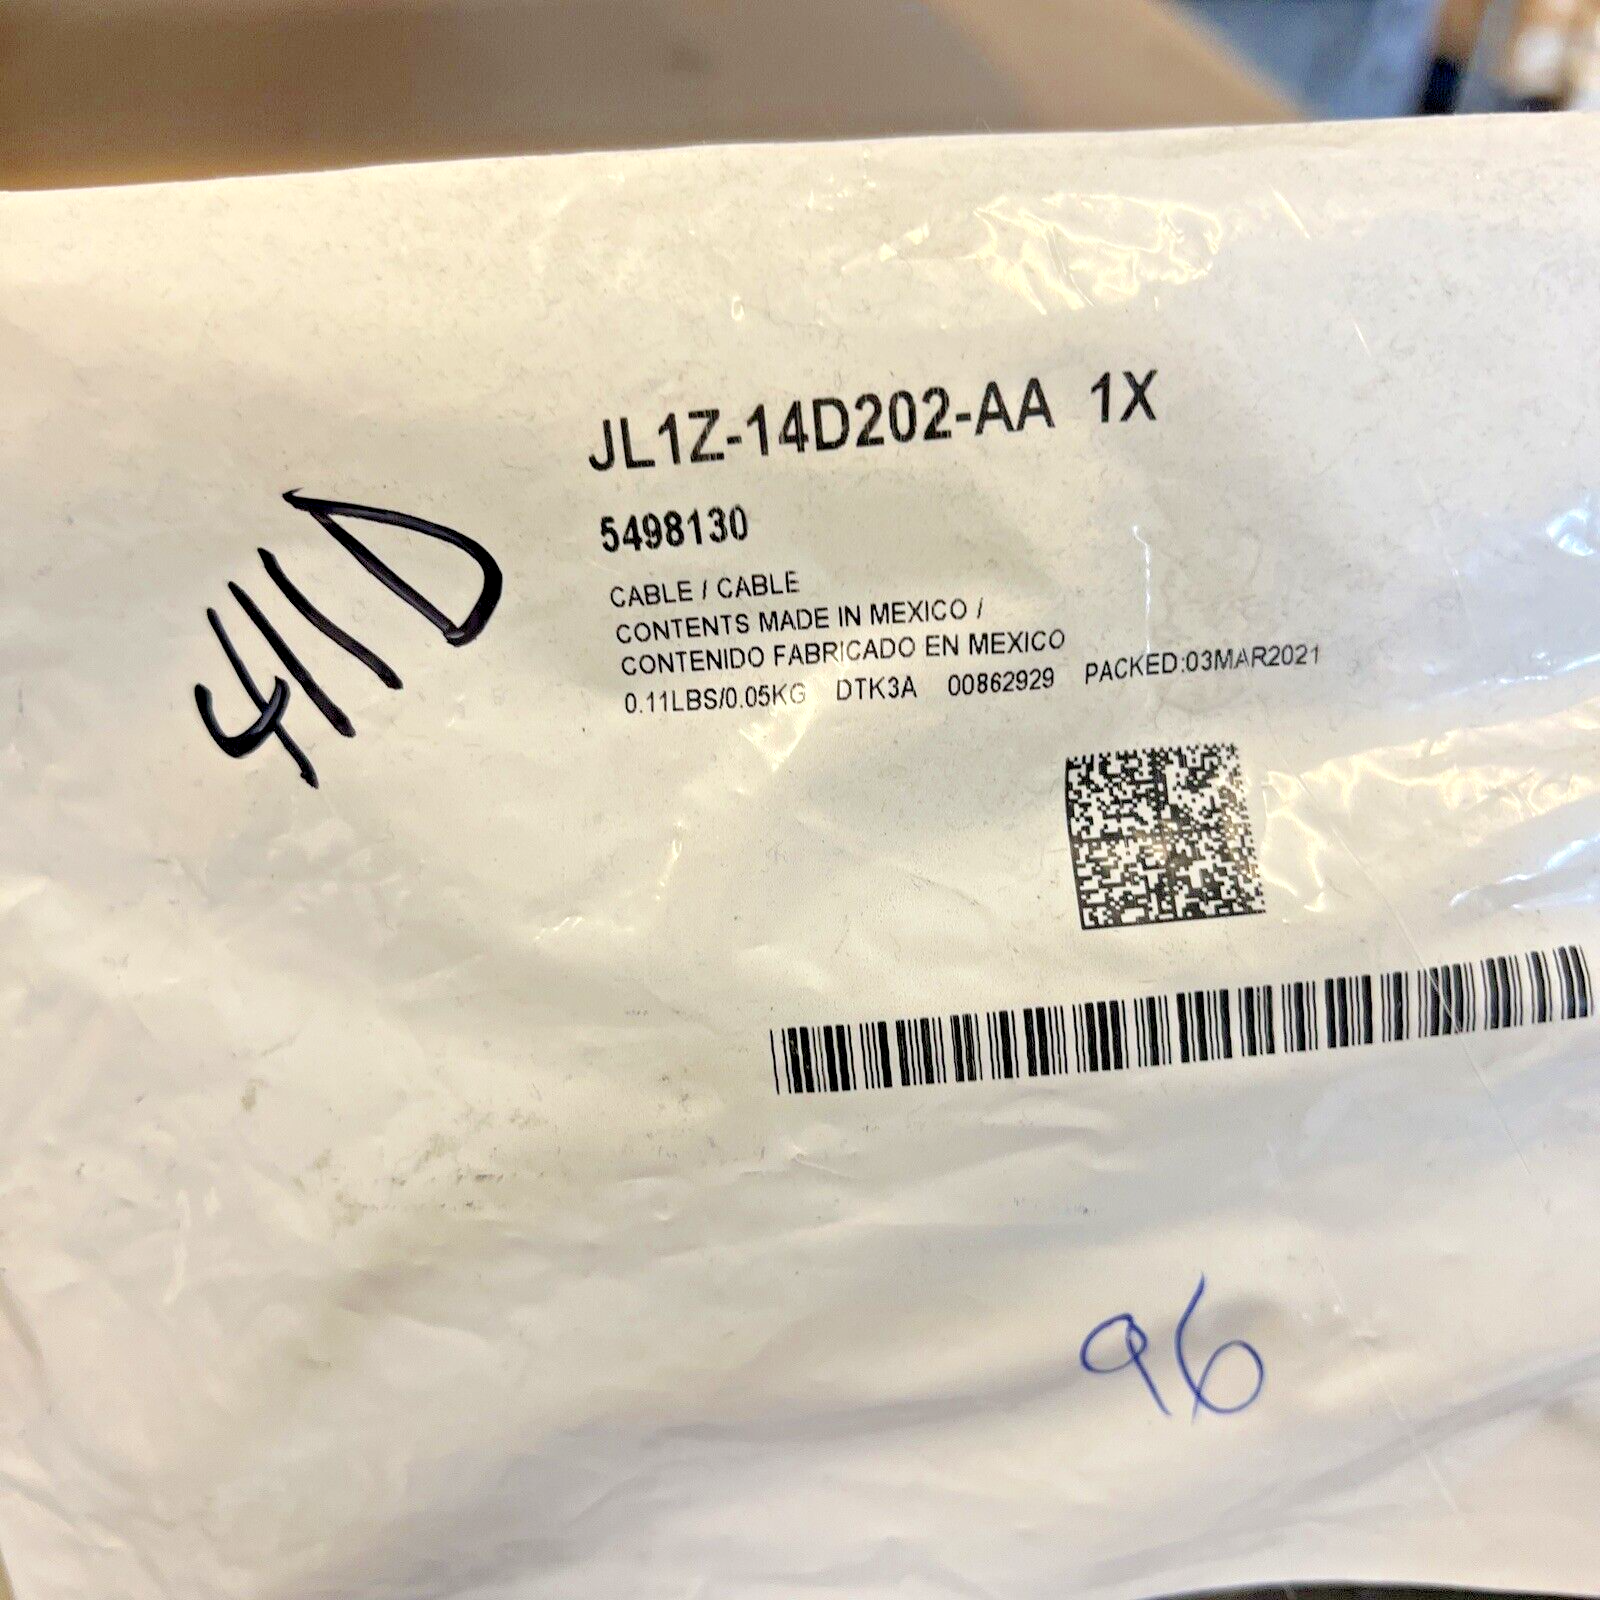 JL1Z-14D202-AA 1X
5498130
CABLE / CABLE
CONTENTS MADE IN MEXICO /
CONTENIDO FABRICADO EN MEXICO
0.11LBS/0.05KG DTK3A 00862929 PACKED:03MAR2021
411D
96